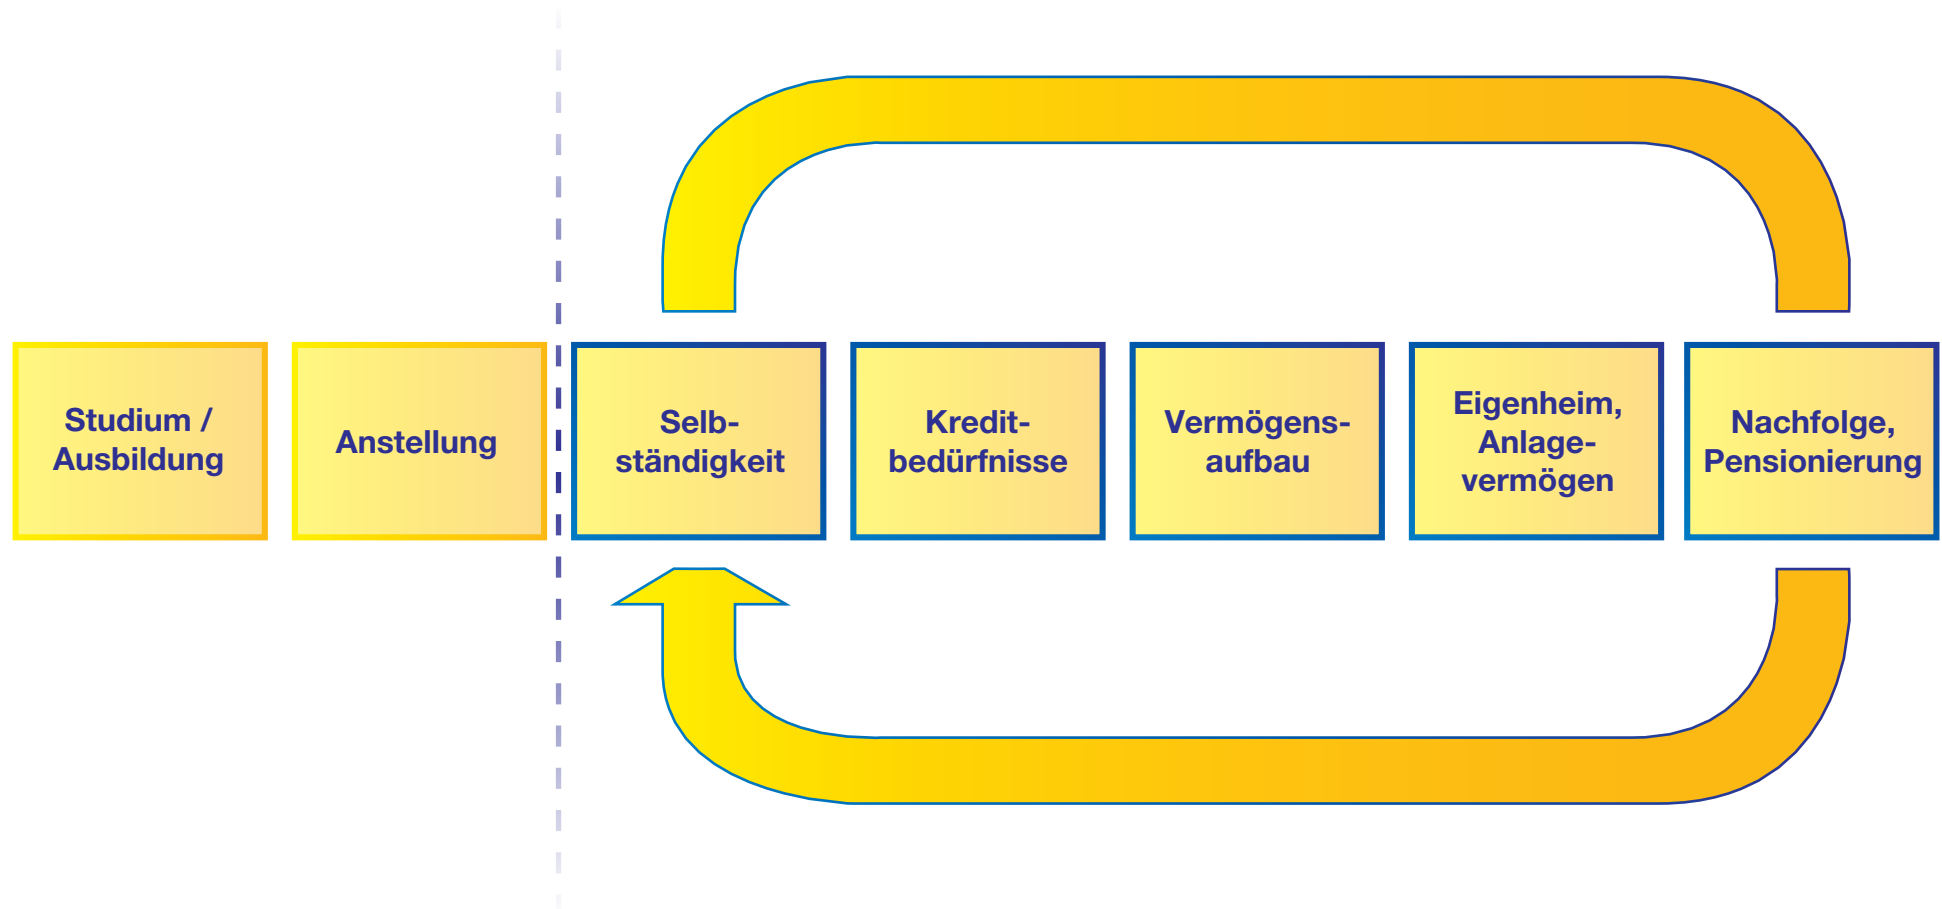 Studium /
Ausbildung
Anstellung
Selb-
ständigkeit
Kredit-
bedürfnisse
Vermögens-
aufbau
Eigenheim,
Anlage-
vermögen
Nachfolge,
Pensionierung